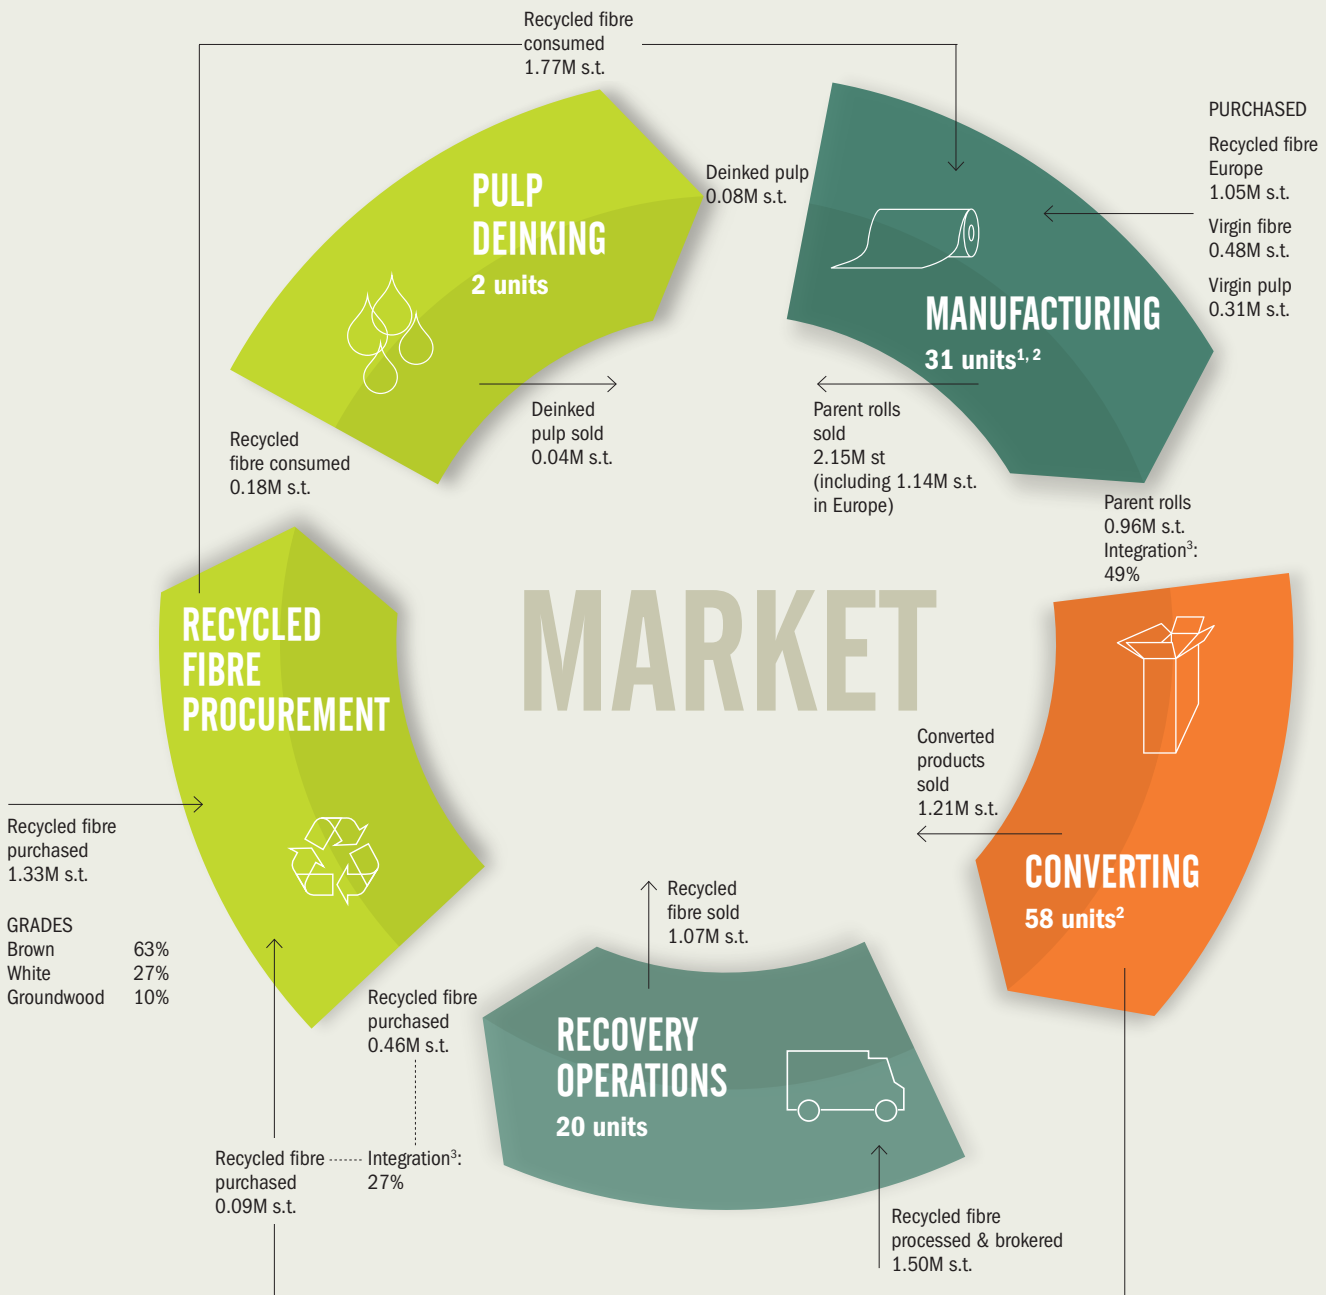 Recycled fibre
consumed
1.77M s.t.
PULP
DEINKING
2 units
Deinked pulp
0.08M s.t.
PURCHASED
Recycled fibre
Europe
1.05M s.t.
Virgin fibre
0.48M s.t.
Virgin pulp
0.31M s.t.
MANUFACTURING
31 units1, 2
Deinked
pulp sold
0.04M s.t.
Parent rolls
sold
2.15M st
(including 1.14M s.t.
in Europe)
Recycled
fibre consumed
0.18M s.t.
Parent rolls
0.96M s.t.
Integration3:
49%
RECYCLED
FIBRE
PROCUREMENT
MARKET
Converted
products
sold
1.21M s.t.
CONVERTING
58 units2
Recycled fibre
purchased
1.33M s.t.
GRADES
Brown 63%
White 27%
Groundwood 10%
Recycled
fibre sold
1.07M s.t.
Recycled fibre
purchased
0.46M s.t.
RECOVERY
OPERATIONS
20 units
Recycled fibre
purchased
0.09M s.t.
Integration3:
27%
Recycled fibre
processed & brokered
1.50M s.t.